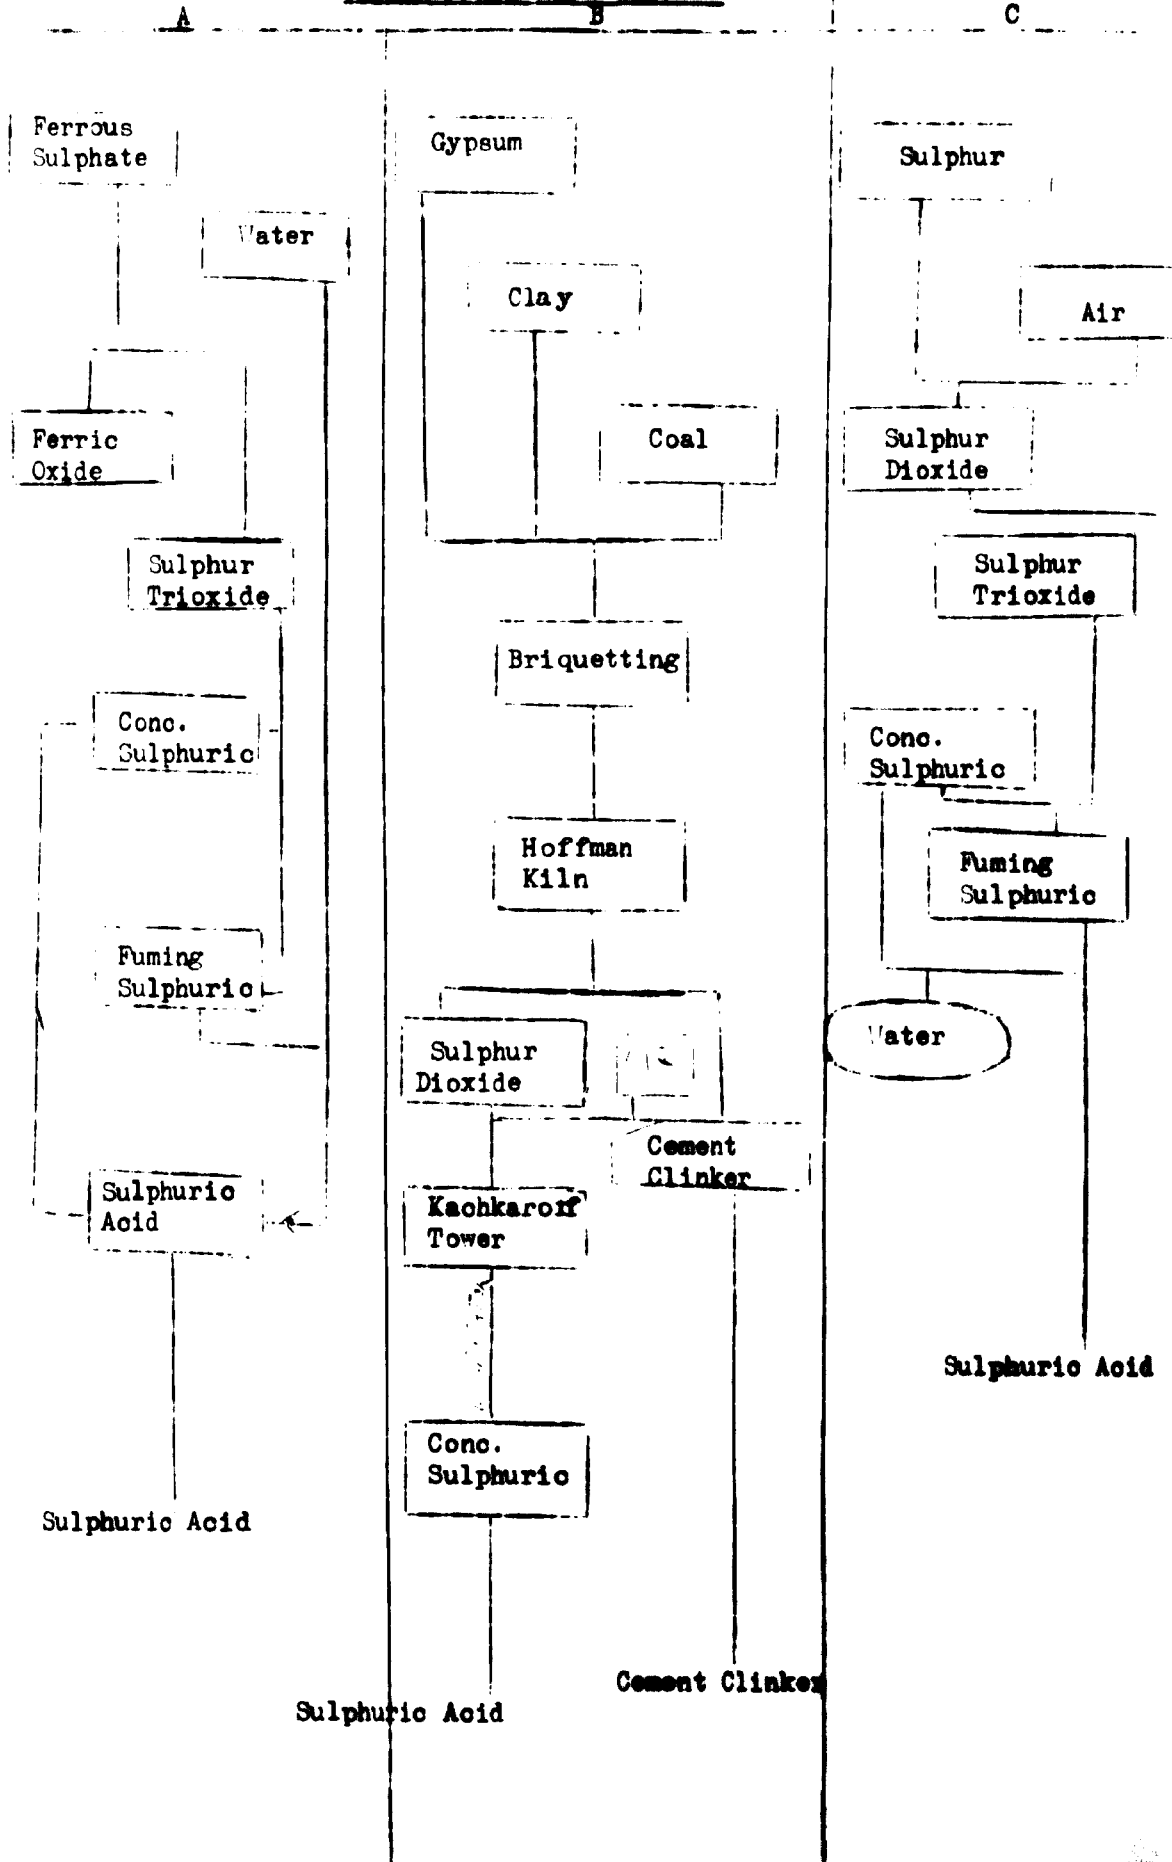 A
B
C
Ferrous
Sulphate
Water
Ferric
Oxide
Sulphur
Trioxide
Conc.
Sulphuric
Fuming
Sulphuric
Sulphuric
Acid
Sulphuric Acid
Gypsum
Clay
Coal
Briquetting
Hoffman
Kiln
Sulphur
Dioxide
Cement
Clinker
Kachkaroff
Tower
Conc.
Sulphuric
Sulphuric Acid
Cement Clinker
Sulphur
Air
Sulphur
Dioxide
Sulphur
Trioxide
Conc.
Sulphuric
Fuming
Sulphuric
Water
Sulphuric Acid